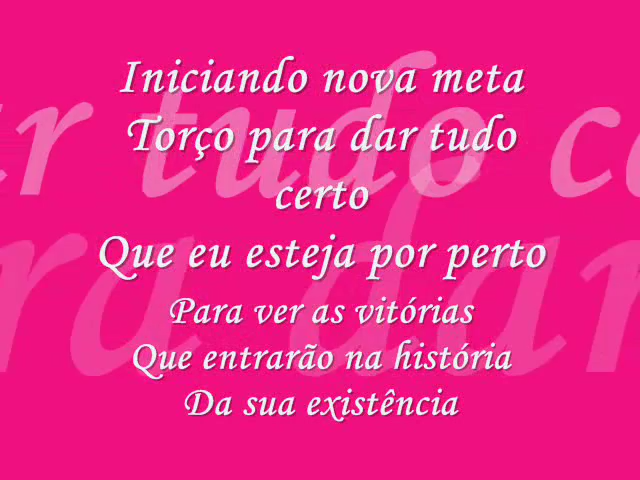 Iniciando nova meta
Torço para dar tudo
certo
Que eu esteja por perto
Para ver as vitórias
Que entrarão na história
Da sua existência